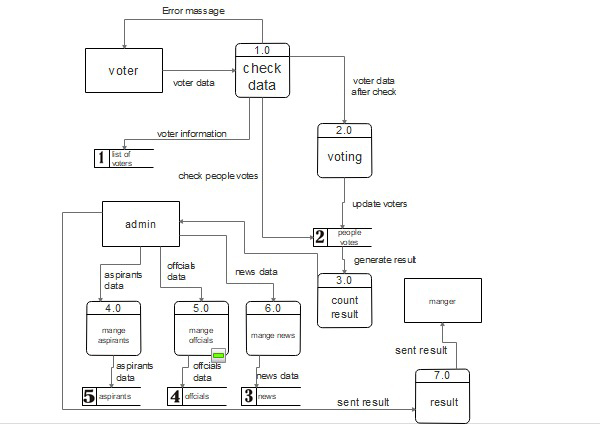 Error massage
1.0
voter
check
data
voter data
voter data
after check
2.0
voting
voter information
1
list of
voters
check people votes
update voters
admin
2
people
votes
generate result
aspirants
data
offcials
data
news data
3.0
count
result
manger
4.0
mange
aspirants
5.0
mange
offcials
6.0
mange news
sent result
aspirants
data
offcials
data
news data
7.0
result
5
aspirants
4
offcials
3
news
sent result